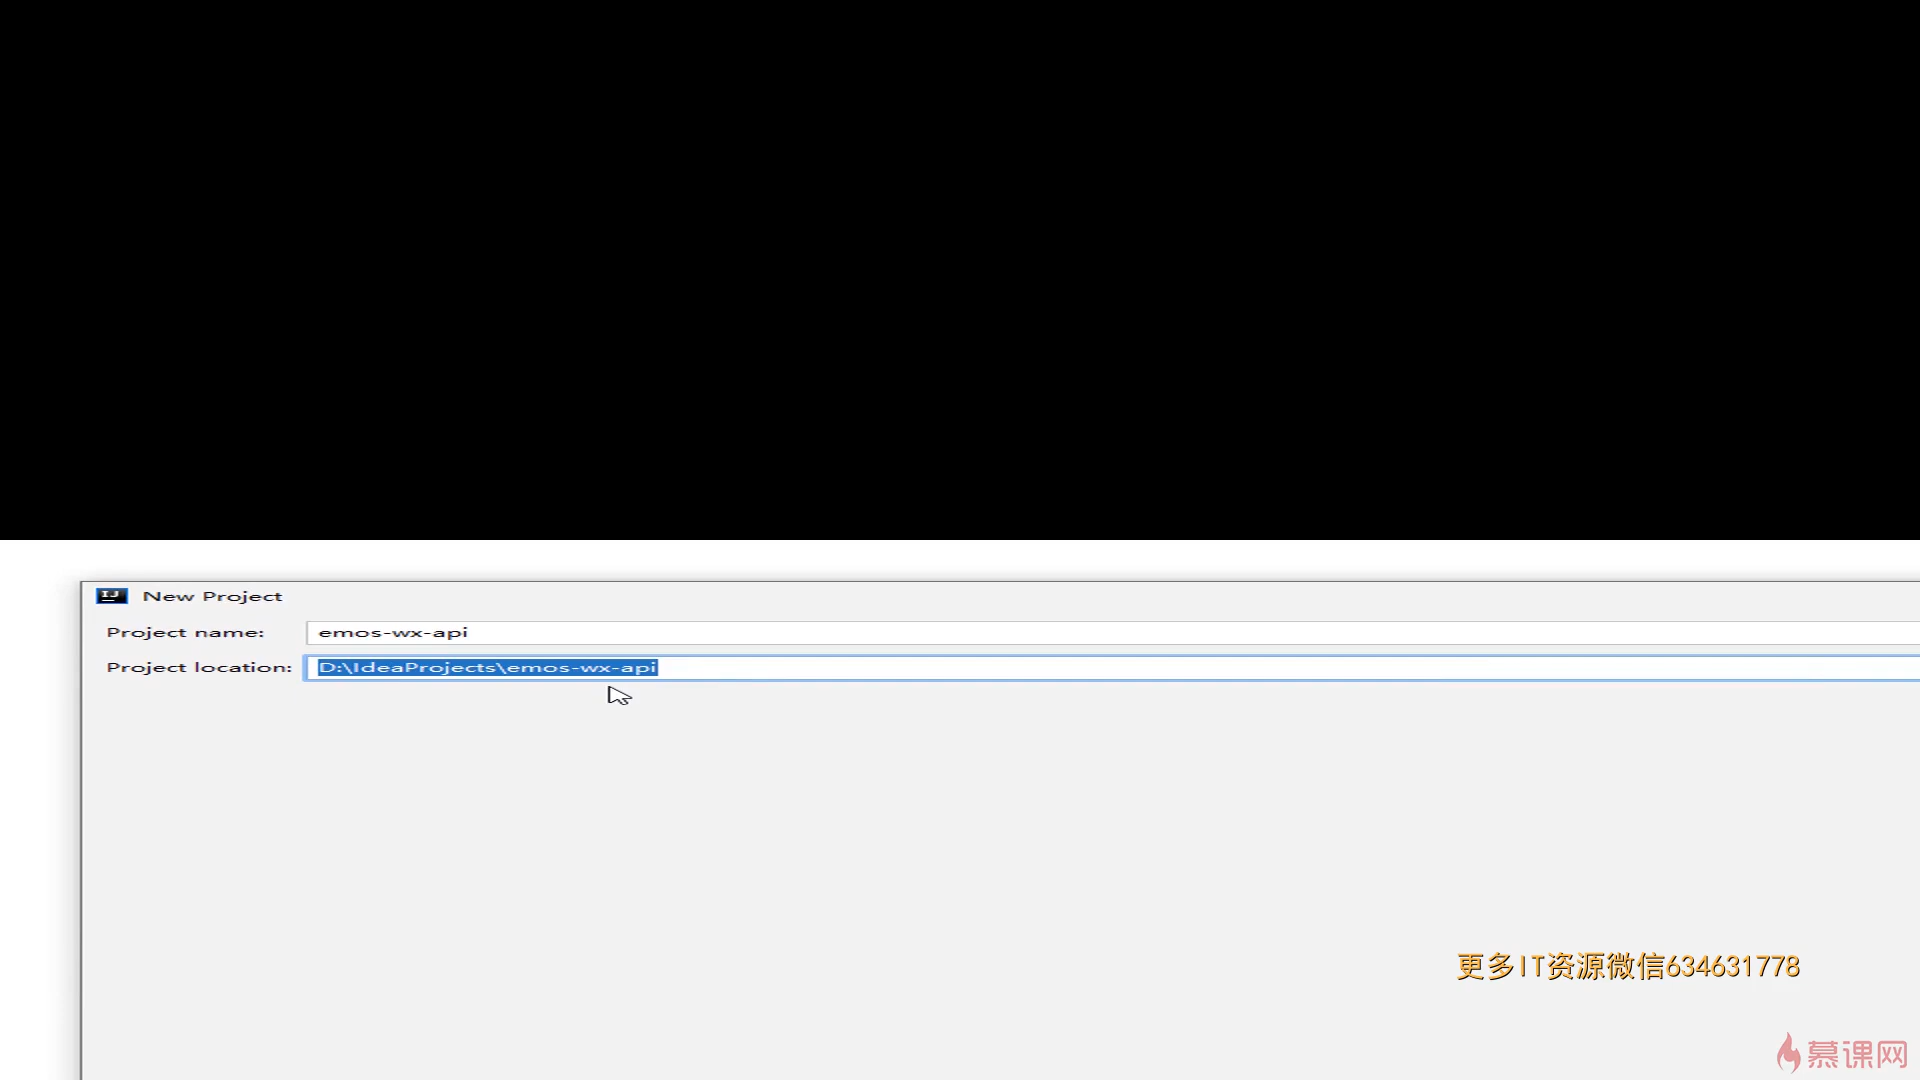 New Project
Project name: emos-wx-api
Project location: D:\IdeaProjects\emos-wx-api
更多IT资源微信634631778
慕课网